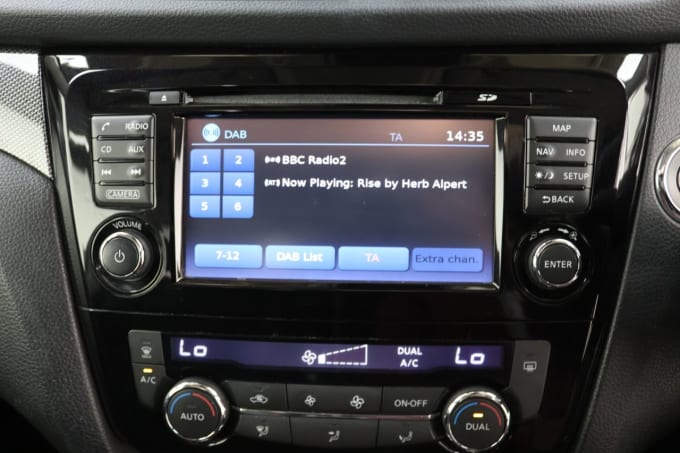 RADIO
CD AUX
CAMERA
VOLUME
DAB TA 14:35
1 2
BBC Radio2
3 4
Now Playing: Rise by Herb Alpert
5 6
7-12 DAB List TA Extra chan.
MAP
NAV INFO
SETUP
BACK
ENTER
Lo DUAL Lo
A/C
MAX
A/C
AUTO
ON-OFF
DUAL